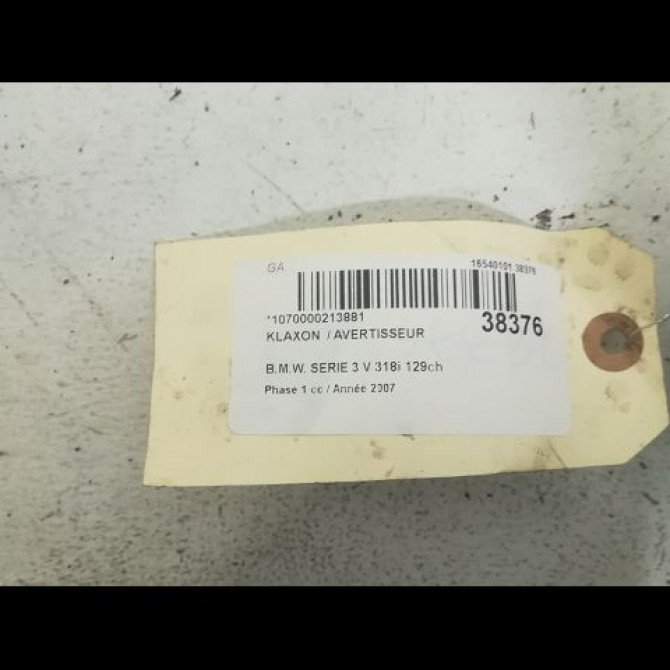 GA 16540101 38376
*1070000213881
38376
KLAXON / AVERTISSEUR
B.M.W. SERIE 3 V 318i 129ch
Phase 1 cc / Année 2007